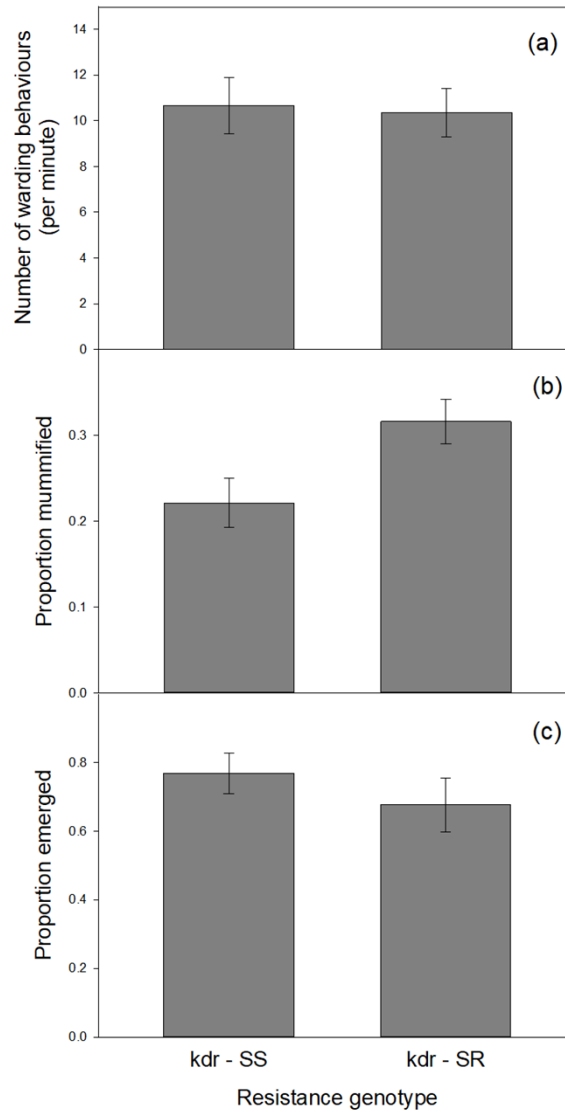 (a)
Number of warding behaviours
(per minute)
14
12
10
8
6
4
2
0
(b)
Proportion mummified
0.3
0.2
0.1
0.0
(c)
Proportion emerged
0.8
0.6
0.4
0.2
0.0
kdr - SS kdr - SR
Resistance genotype